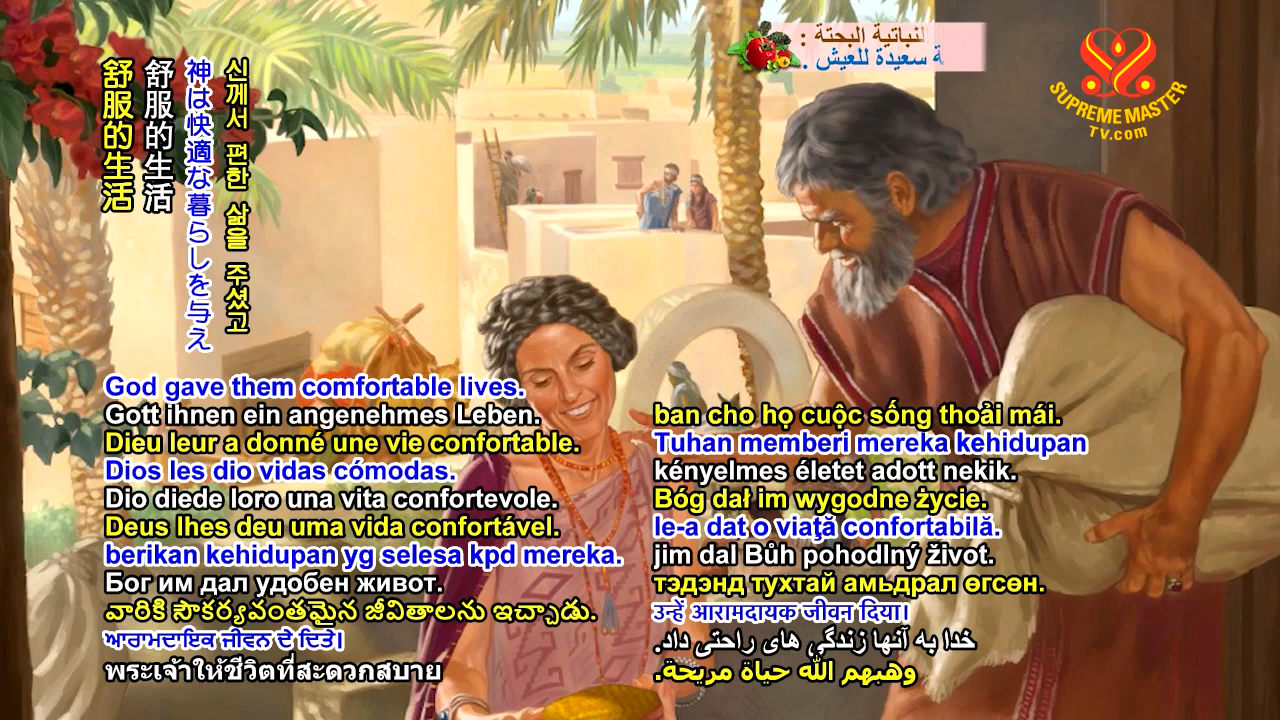 النباتية البحتة :
ة سعيدة للعيش .
SUPREME MASTER
TV.com
舒服的生活
舒服的生活
神は快適な暮らしを与え
신께서 편한 삶을 주셨고
God gave them comfortable lives.
Gott ihnen ein angenehmes Leben.
Dieu leur a donné une vie confortable.
Dios les dio vidas cómodas.
Dio diede loro una vita confortevole.
Deus lhes deu uma vida confortável.
berikan kehidupan yg selesa kpd mereka.
Бог им дал удобен живот.
వారికి సౌకర్యవంతమైన జీవితాలను ఇచ్చాడు.
ਆਰਾਮਦਾਇਕ ਜੀਵਨ ਦੇ ਦਿਤੇ।
พระเจ้าให้ชีวิตที่สะดวกสบาย
ban cho họ cuộc sống thoải mái.
Tuhan memberi mereka kehidupan
kényelmes életet adott nekik.
Bóg dał im wygodne życie.
le-a dat o viaţă confortabilă.
jim dal Bůh pohodlný život.
тэдэнд тухтай амьдрал өгсөн.
उन्हें आरामदायक जीवन दिया।
خدا به آنها زندگی های راحتی داد.
وهبهم الله حياة مريحة.